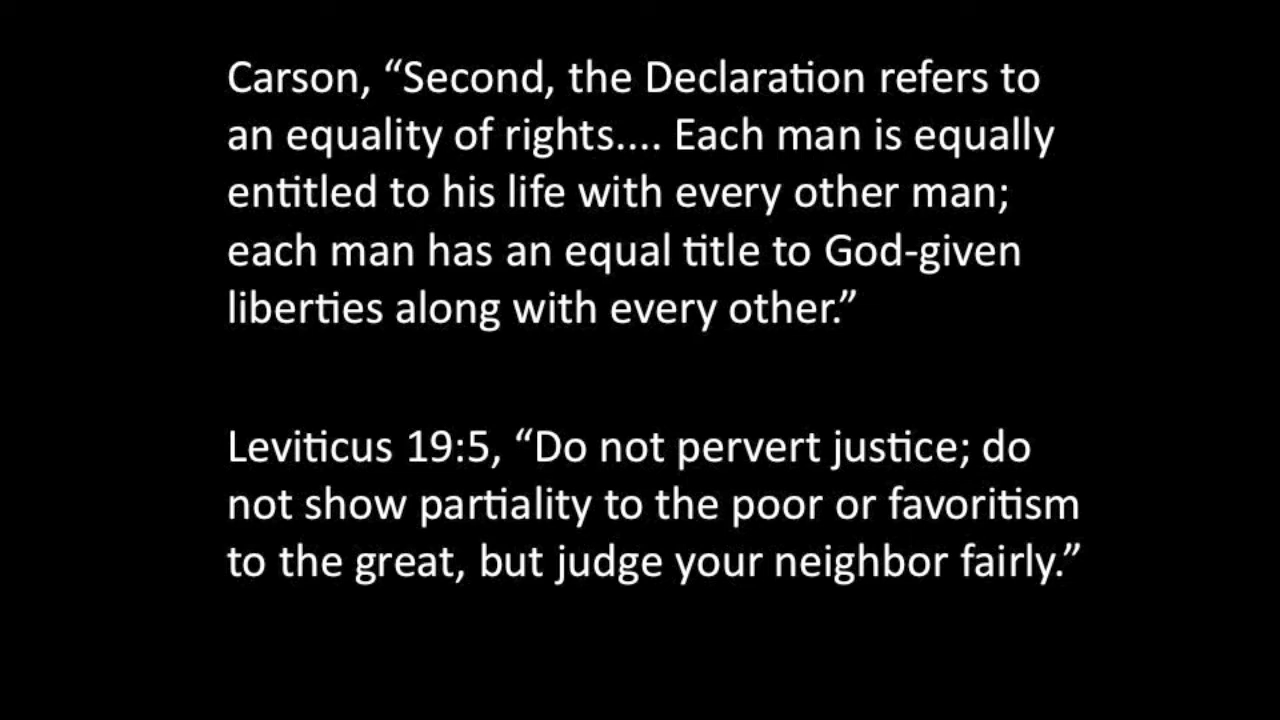 Carson, “Second, the Declaration refers to
an equality of rights.... Each man is equally
entitled to his life with every other man;
each man has an equal title to God-given
liberties along with every other.”
Leviticus 19:5, “Do not pervert justice; do
not show partiality to the poor or favoritism
to the great, but judge your neighbor fairly.”